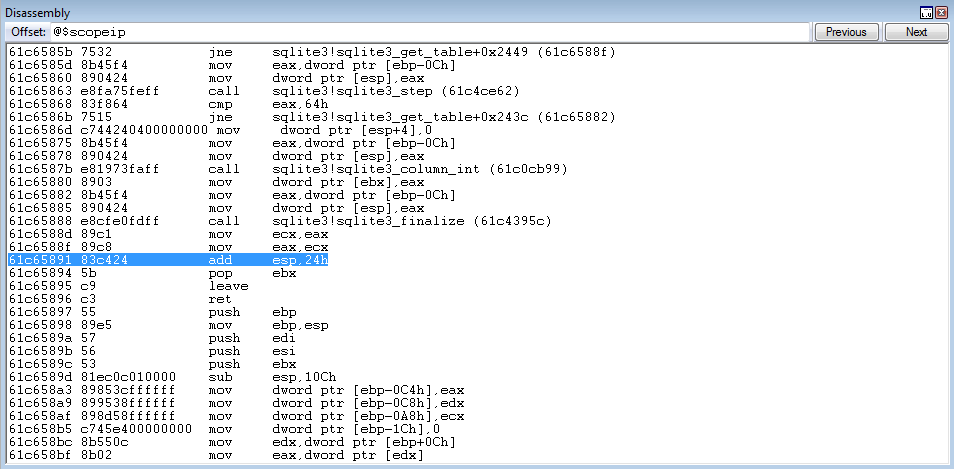 Disassembly
Offset: @$scopeip Previous Next
61c6585b 7532 jne sqlite3!sqlite3_get_table+0x2449 (61c6588f)
61c6585d 8b45f4 mov eax,dword ptr [ebp-0Ch]
61c65860 890424 mov dword ptr [esp],eax
61c65863 e8fa75feff call sqlite3!sqlite3_step (61c4ce62)
61c65868 83f864 cmp eax,64h
61c6586b 7515 jne sqlite3!sqlite3_get_table+0x243c (61c65882)
61c6586d c744240400000000 mov dword ptr [esp+4],0
61c65875 8b45f4 mov eax,dword ptr [ebp-0Ch]
61c65878 890424 mov dword ptr [esp],eax
61c6587b e81973faff call sqlite3!sqlite3_column_int (61c0cb99)
61c65880 8903 mov dword ptr [ebx],eax
61c65882 8b45f4 mov eax,dword ptr [ebp-0Ch]
61c65885 890424 mov dword ptr [esp],eax
61c65888 e8cfe0fdff call sqlite3!sqlite3_finalize (61c4395c)
61c6588d 89c1 mov ecx,eax
61c6588f 89c8 mov eax,ecx
61c65891 83c424 add esp,24h
61c65894 5b pop ebx
61c65895 c9 leave
61c65896 c3 ret
61c65897 55 push ebp
61c65898 89e5 mov ebp,esp
61c6589a 57 push edi
61c6589b 56 push esi
61c6589c 53 push ebx
61c6589d 81ec0c010000 sub esp,10Ch
61c658a3 89853cffffff mov dword ptr [ebp-0C4h],eax
61c658a9 899538ffffff mov dword ptr [ebp-0C8h],edx
61c658af 898d58ffffff mov dword ptr [ebp-0A8h],ecx
61c658b5 c745e400000000 mov dword ptr [ebp-1Ch],0
61c658bc 8b550c mov edx,dword ptr [ebp+0Ch]
61c658bf 8b02 mov eax,dword ptr [edx]